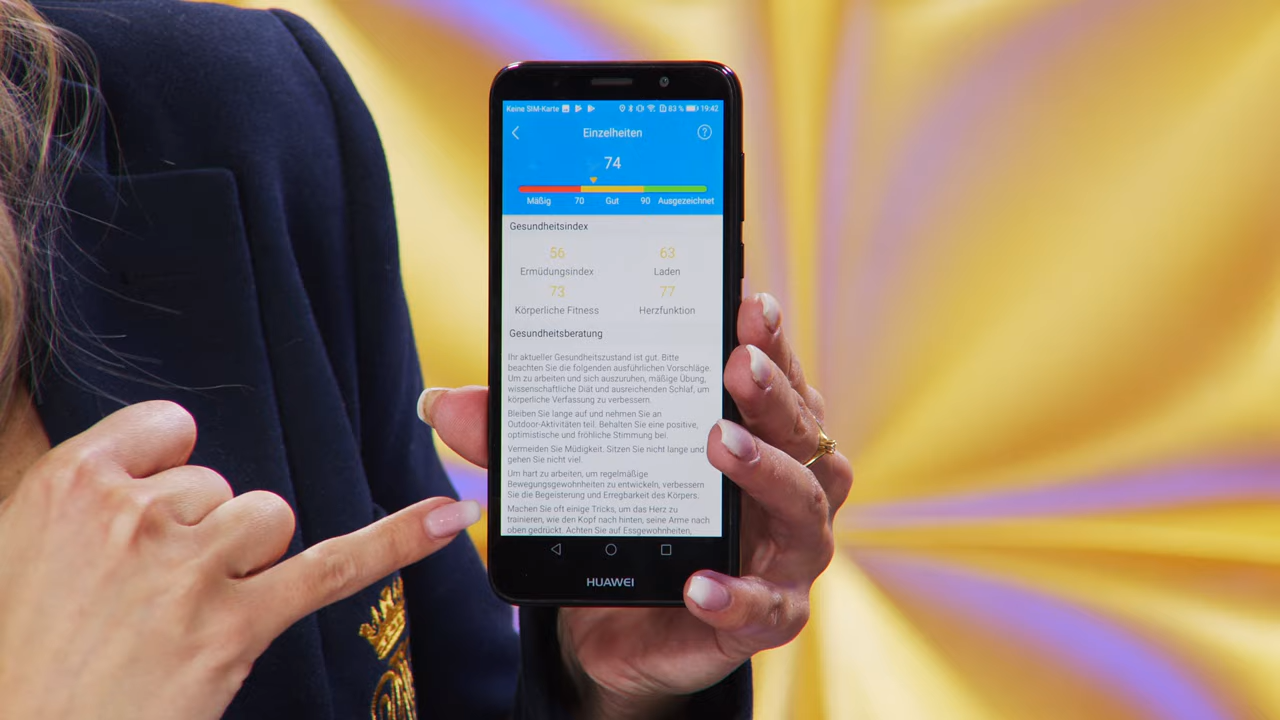 Keine SIM-Karte 83 % 19:42
Einzelheiten ?
74
Mäßig 70 Gut 90 Ausgezeichnet
Gesundheitsindex
56 63
Ermüdungsindex Laden
73 77
Körperliche Fitness Herzfunktion
Gesundheitsberatung
Ihr aktueller Gesundheitszustand ist gut. Bitte
beachten Sie die folgenden ausführlichen Vorschläge.
Um zu arbeiten und sich auszuruhen, mäßige Übung,
wissenschaftliche Diät und ausreichenden Schlaf, um
körperliche Verfassung zu verbessern.
Bleiben Sie lange auf und nehmen Sie an
Outdoor-Aktivitäten teil. Behalten Sie eine positive,
optimistische und fröhliche Stimmung bei.
Vermeiden Sie Müdigkeit. Sitzen Sie nicht lange und
gehen Sie nicht viel.
Um hart zu arbeiten, um regelmäßige
Bewegungsgewohnheiten zu entwickeln, verbessern
Sie die Begeisterung und Erregbarkeit des Körpers.
Machen Sie oft einige Tricks, um das Herz zu
trainieren, wie den Kopf nach hinten, seine Arme nach
oben gedrückt. Achten Sie auf Essgewohnheiten,
HUAWEI